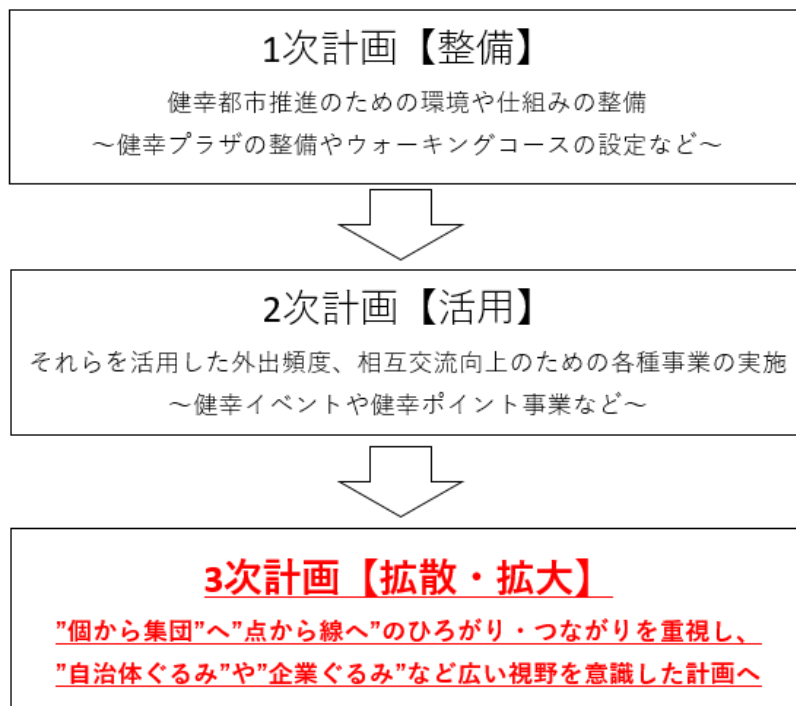 1次計画【整備】
健幸都市推進のための環境や仕組みの整備
～健幸プラザの整備やウォーキングコースの設定など～
2次計画【活用】
それらを活用した外出頻度、相互交流向上のための各種事業の実施
～健幸イベントや健幸ポイント事業など～
3次計画【拡散・拡大】
”個から集団”へ”点から線へ”のひろがり・つながりを重視し、
”自治体ぐるみ”や”企業ぐるみ”など広い視野を意識した計画へ